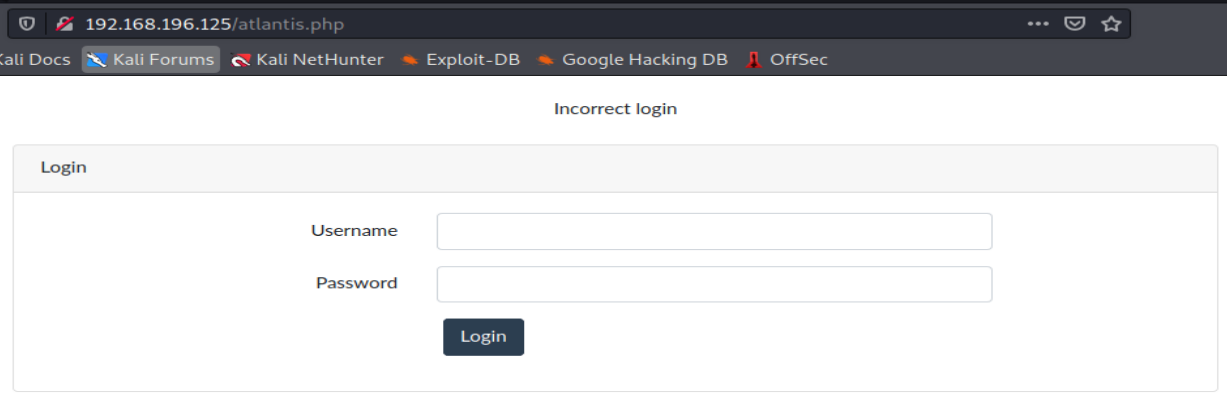 192.168.196.125/atlantis.php
Kali Docs Kali Forums Kali NetHunter Exploit-DB Google Hacking DB OffSec
Incorrect login
Login
Username
Password
Login